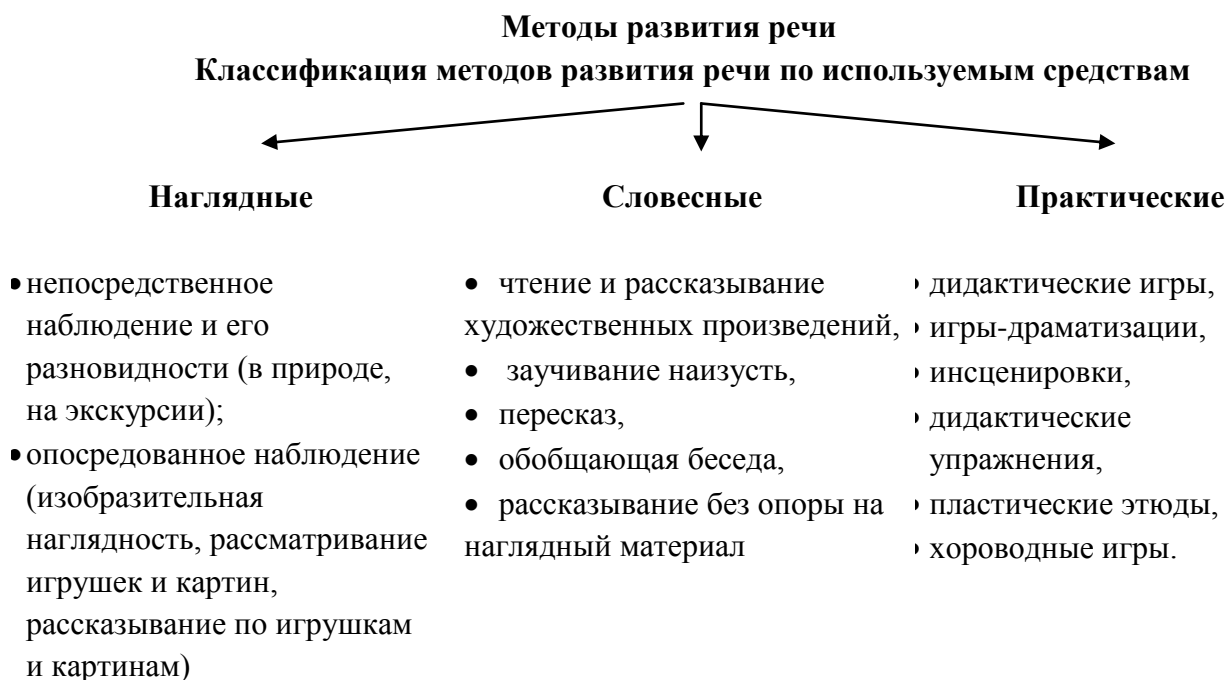 Методы развития речи
Классификация методов развития речи по используемым средствам
Наглядные
Словесные
Практические
• непосредственное
наблюдение и его
разновидности (в природе,
на экскурсии);
• опосредованное наблюдение
(изобразительная
наглядность, рассматривание
игрушек и картин,
рассказывание по игрушкам
и картинам)
• чтение и рассказывание
художественных произведений,
• заучивание наизусть,
• пересказ,
• обобщающая беседа,
• рассказывание без опоры на
наглядный материал
• дидактические игры,
• игры-драматизации,
• инсценировки,
• дидактические
упражнения,
• пластические этюды,
• хороводные игры.